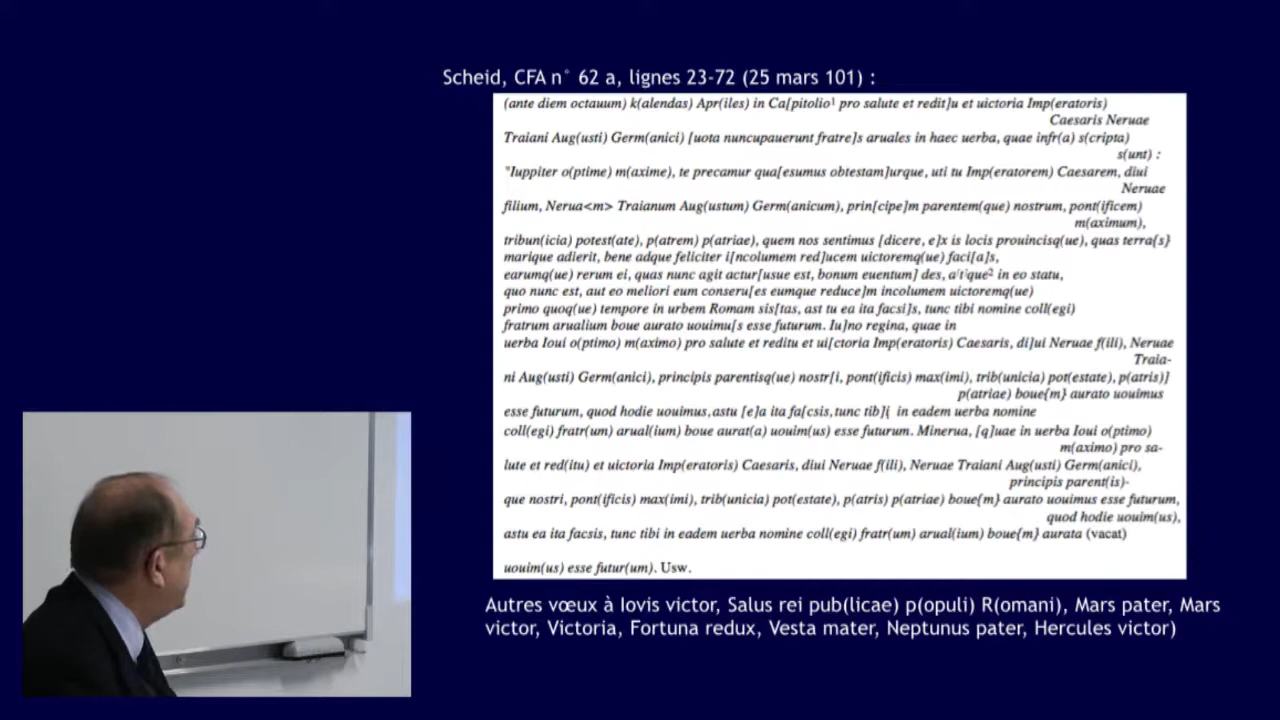 Scheid, CFA n° 62 a, lignes 23-72 (25 mars 101) :
(ante diem octauum) k(alendas) Apr(iles) in Ca[pitolio¹ pro salute et redit]u et uictoria Imp(eratoris)
Caesaris Neruae
Traiani Aug(usti) Germ(anici) [uota nuncupauerunt fratre]s aruales in haec uerba, quae infr(a) s(cripta)
s(unt) :
"Iuppiter o(ptime) m(axime), te precamur qua[esumus obtestam]urque, uti tu Imp(eratorem) Caesarem, diui
Neruae
filium, Nerua<m> Traianum Aug(ustum) Germ(anicum), prin[cipe]m parentem(que) nostrum, pont(ificem)
m(aximum),
tribun(icia) potest(ate), p(atrem) p(atriae), quem nos sentimus [dicere, e]x is locis prouincisq(ue), quas terra{s}
marique adierit, bene adque feliciter i[ncolumem red]ucem uictoremq(ue) faci[a]s,
earumq(ue) rerum ei, quas nunc agit actur[usue est, bonum euentum] des, a't'que² in eo statu,
quo nunc est, aut eo meliori eum conseru[es eumque reduce]m incolumem uictoremq(ue)
primo quoq(ue) tempore in urbem Romam sis[tas, ast tu ea ita facsi]s, tunc tibi nomine coll(egi)
fratrum arualium boue aurato uouimu[s esse futurum. Iu]no regina, quae in
uerba Ioui o(ptimo) m(aximo) pro salute et reditu et ui[ctoria Imp(eratoris) Caesaris, di]ui Neruae f(ili), Neruae
Traia-
ni Aug(usti) Germ(anici), principis parentisq(ue) nostr[i, pont(ificis) max(imi), trib(unicia) pot(estate), p(atris)]
p(atriae) boue{m} aurato uouimus
esse futurum, quod hodie uouimus,astu [e]a ita fa[csis,tunc tib]i in eadem uerba nomine
coll(egi) fratr(um) arual(ium) boue aurat(a) uouim(us) esse futurum. Minerua, [q]uae in uerba Ioui o(ptimo)
m(aximo) pro sa-
lute et red(itu) et uictoria Imp(eratoris) Caesaris, diui Neruae f(ili), Neruae Traiani Aug(usti) Germ(anici),
principis parent(is)-
que nostri, pont(ificis) max(imi), trib(unicia) pot(estate), p(atris) p(atriae) boue{m} aurato uouimus esse futurum,
quod hodie uouim(us),
astu ea ita facsis, tunc tibi in eadem uerba nomine coll(egi) fratr(um) arual(ium) boue{m} aurata (vacat)
uouim(us) esse futur(um). Usw.
Autres vœux à Iovis victor, Salus rei pub(licae) p(opuli) R(omani), Mars pater, Mars
victor, Victoria, Fortuna redux, Vesta mater, Neptunus pater, Hercules victor)